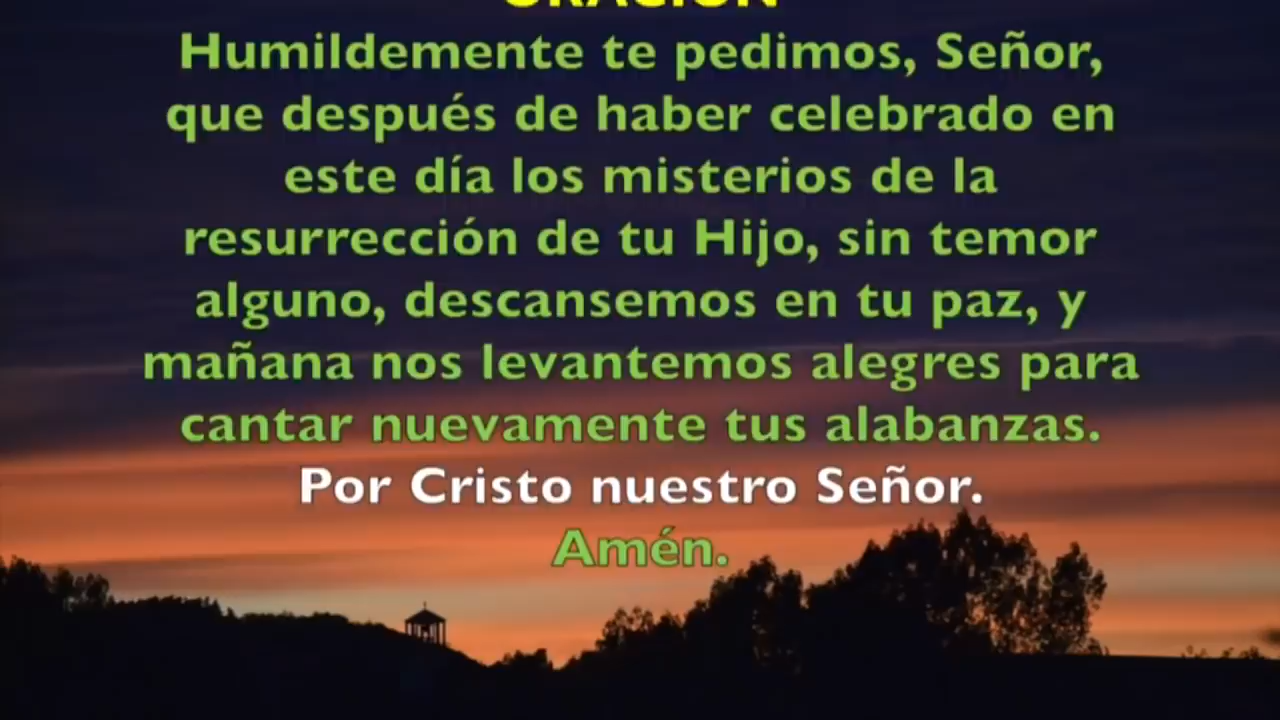 ORACIÓN
Humildemente te pedimos, Señor,
que después de haber celebrado en
este día los misterios de la
resurrección de tu Hijo, sin temor
alguno, descansemos en tu paz, y
mañana nos levantemos alegres para
cantar nuevamente tus alabanzas.
Por Cristo nuestro Señor.
Amén.